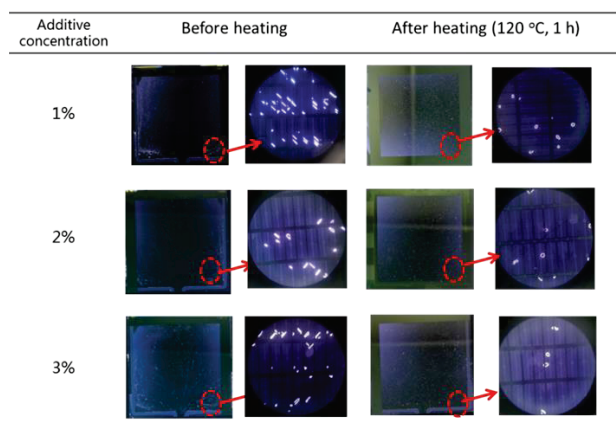 Additive
concentration
Before heating
After heating (120 °C, 1 h)
1%
2%
3%